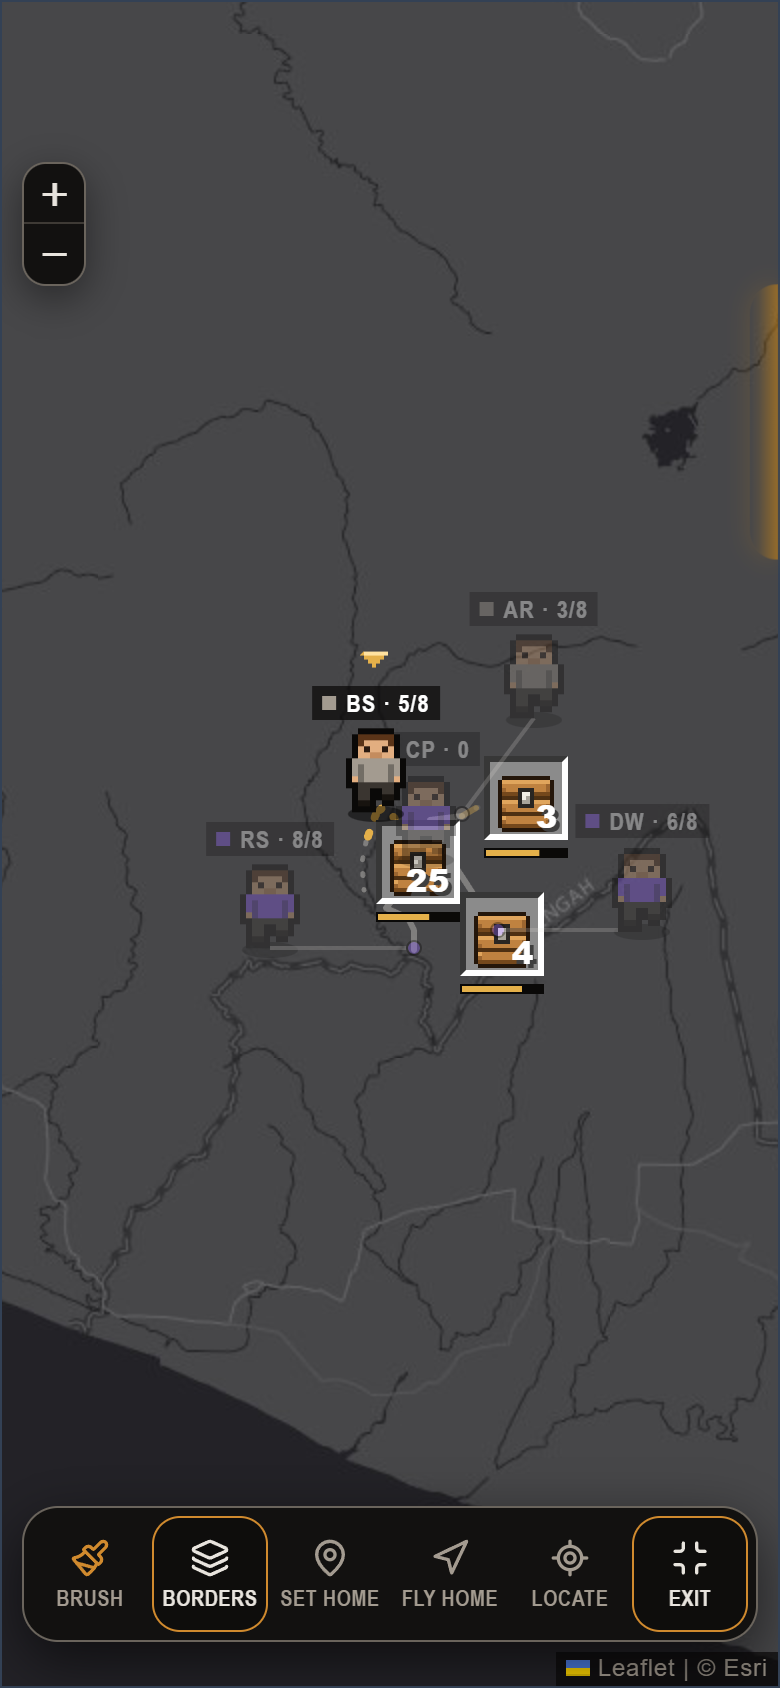 +
−
AR · 3/8
BS · 5/8
CP · 0
3
DW · 6/8
RS · 8/8
25
NGAH
4
BRUSH
BORDERS
SET HOME
FLY HOME
LOCATE
EXIT
Leaflet | © Esri